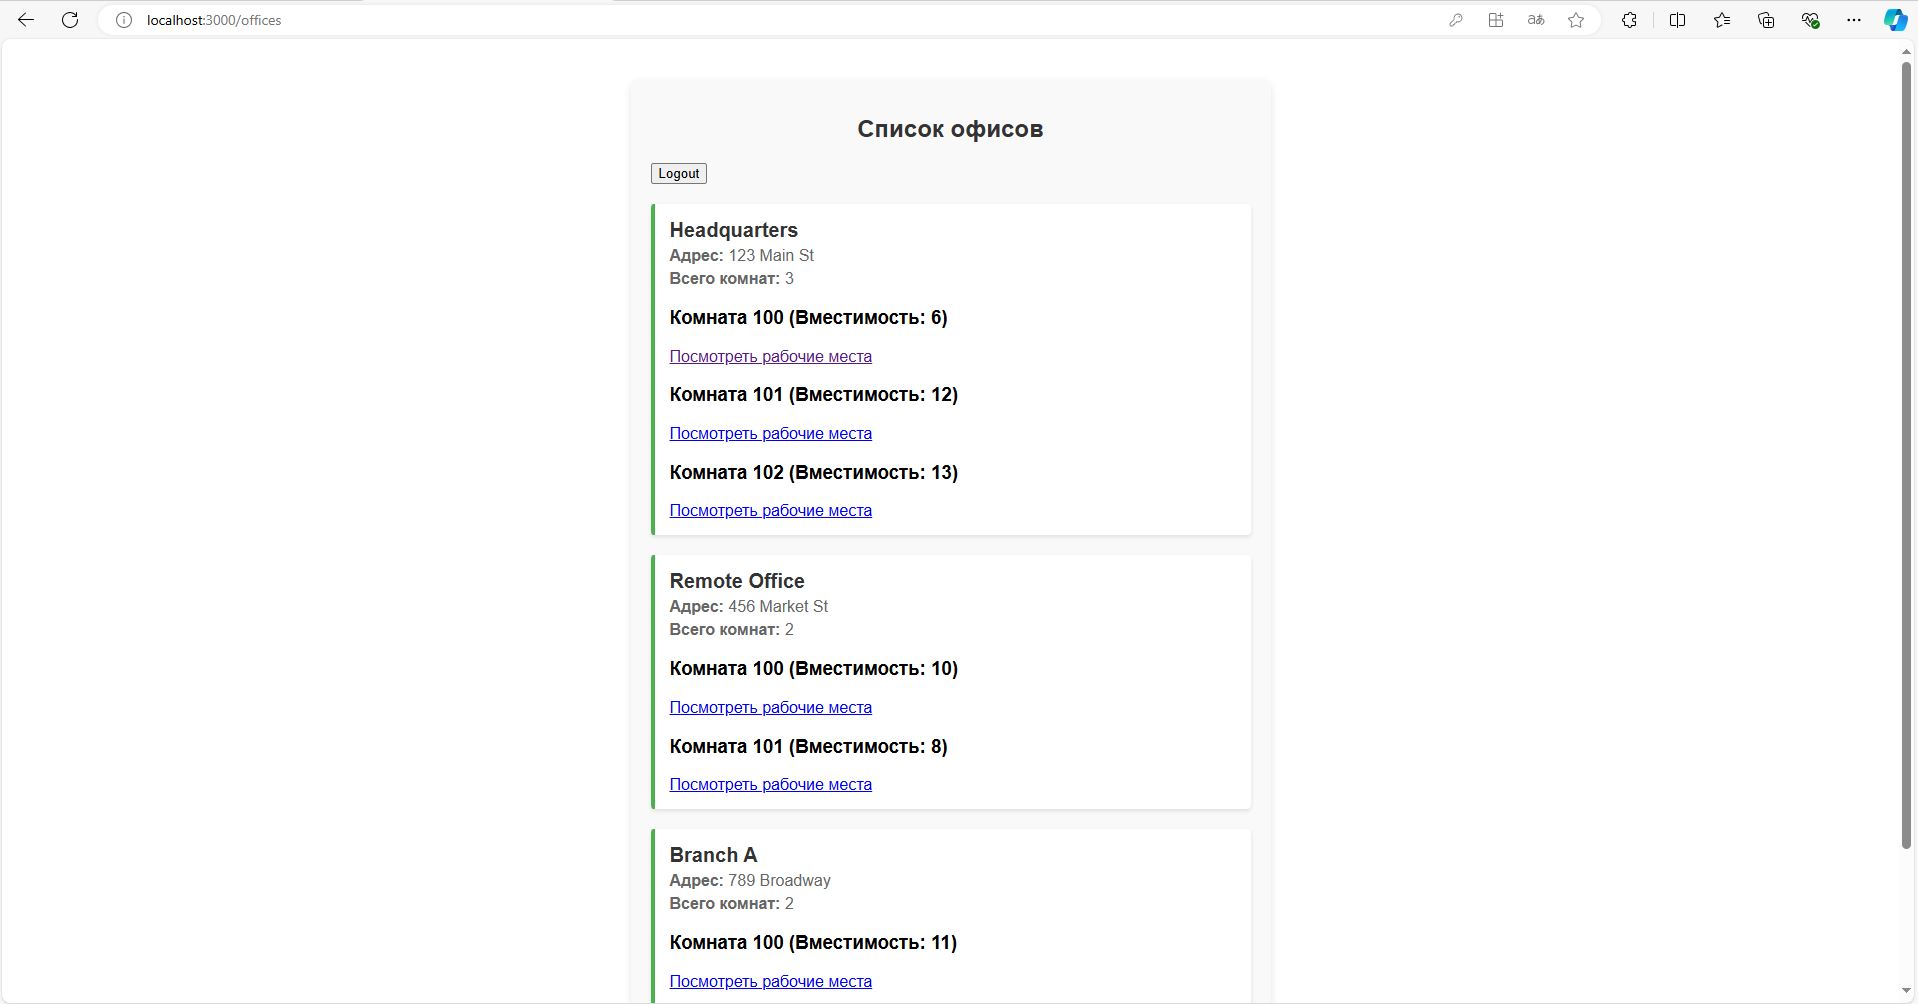 localhost:3000/offices
Список офисов
Logout
Headquarters
Адрес: 123 Main St
Всего комнат: 3
Комната 100 (Вместимость: 6)
Посмотреть рабочие места
Комната 101 (Вместимость: 12)
Посмотреть рабочие места
Комната 102 (Вместимость: 13)
Посмотреть рабочие места
Remote Office
Адрес: 456 Market St
Всего комнат: 2
Комната 100 (Вместимость: 10)
Посмотреть рабочие места
Комната 101 (Вместимость: 8)
Посмотреть рабочие места
Branch A
Адрес: 789 Broadway
Всего комнат: 2
Комната 100 (Вместимость: 11)
Посмотреть рабочие места